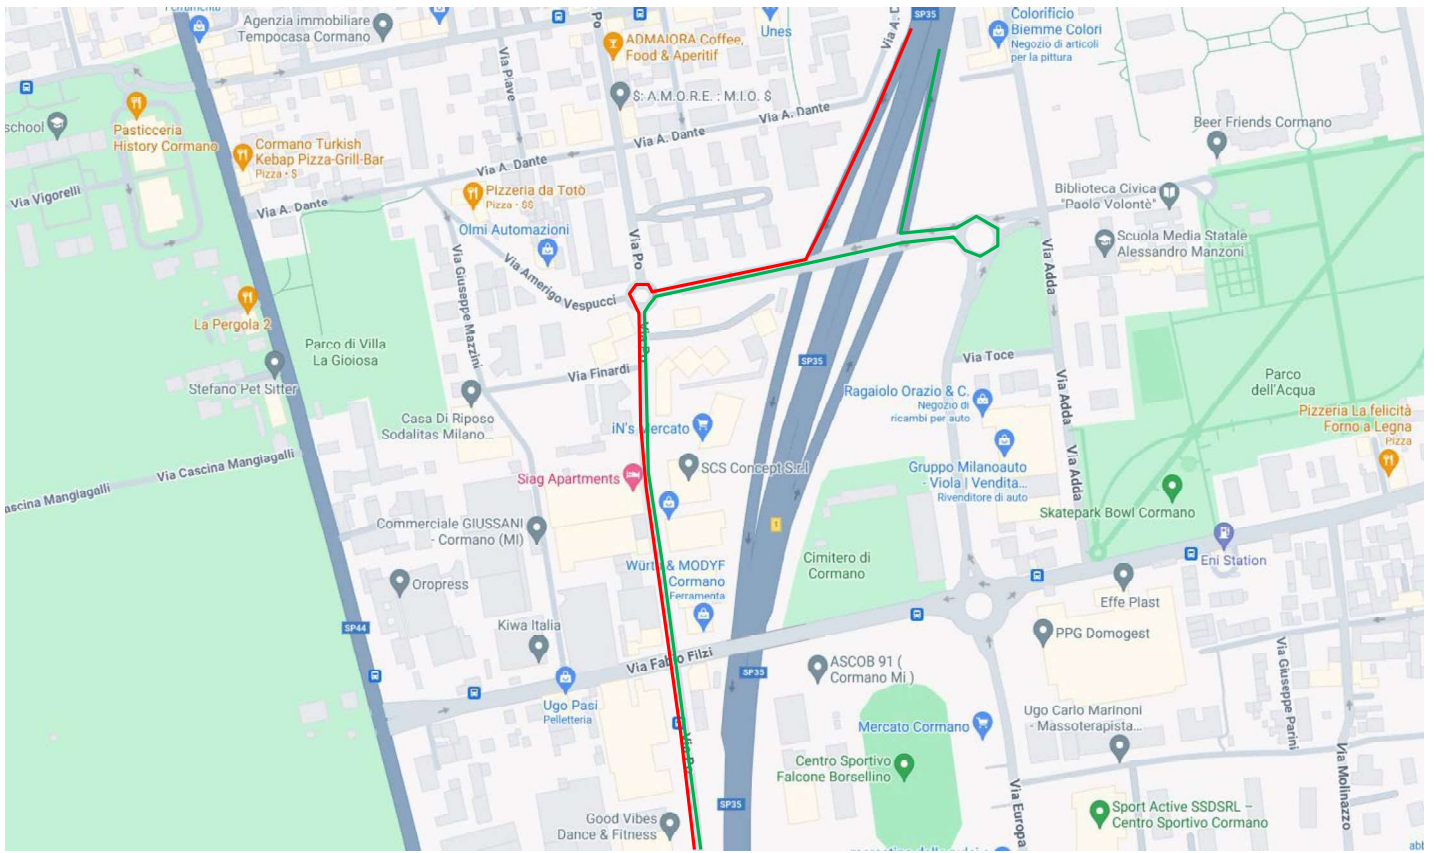 Agenzia immobiliare
Tempocasa Cormano
Unes
SP35
Via A. D
Colorificio
Biemme Colori
Negozio di articoli
per la pittura
Po
ADMAIORA Coffee,
Food & Aperitif
Via Piave
$: A.M.O.R.E. : M.I.O. $
Via A. Dante
Via A. Dante
Via A. Dante
Via A. Dante
school
Pasticceria
History Cormano
Cormano Turkish
Kebap Pizza-Grill-Bar
Pizza • $
Beer Friends Cormano
Via Vigorelli
Pizzeria da Totò
Pizza • $$
Biblioteca Civica
"Paolo Volontè"
Olmi Automazioni
Via Po
Scuola Media Statale
Alessandro Manzoni
Via Amerigo Vespucci
Via Giuseppe Mazzini
Via Adda
La Pergola 2
Parco di Villa
La Gioiosa
Via Po
Via Finardi
SP35
Via Toce
Stefano Pet Sitter
Casa Di Riposo
Sodalitas Milano...
Ragaiolo Orazio & C.
Negozio di
ricambi per auto
Via Adda
Parco
dell'Acqua
Pizzeria La felicità
Forno a Legna
Pizza
iN's Mercato
SCS Concept S.r.l
Via Cascina Mangiagalli
ascina Mangiagalli
Siag Apartments
Gruppo Milanoauto
- Viola | Vendita...
Rivenditore di auto
Via Adda
Skatepark Bowl Cormano
Commerciale GIUSSANI
- Cormano (MI)
1
Eni Station
Oropress
Würth & MODYF
Cormano
Ferramenta
Cimitero di
Cormano
Effe Plast
Kiwa Italia
SP44
Via Fabio Filzi
PPG Domogest
ASCOB 91 (
Cormano Mi )
SP35
Ugo Pasi
Pelletteria
Via Giuseppe Parini
Mercato Cormano
Ugo Carlo Marinoni
- Massoterapista...
Via Po
Centro Sportivo
Falcone Borsellino
Via Molinazzo
SP35
Via Europa
Good Vibes
Dance & Fitness
Sport Active SSDSRL –
Centro Sportivo Cormano
abb